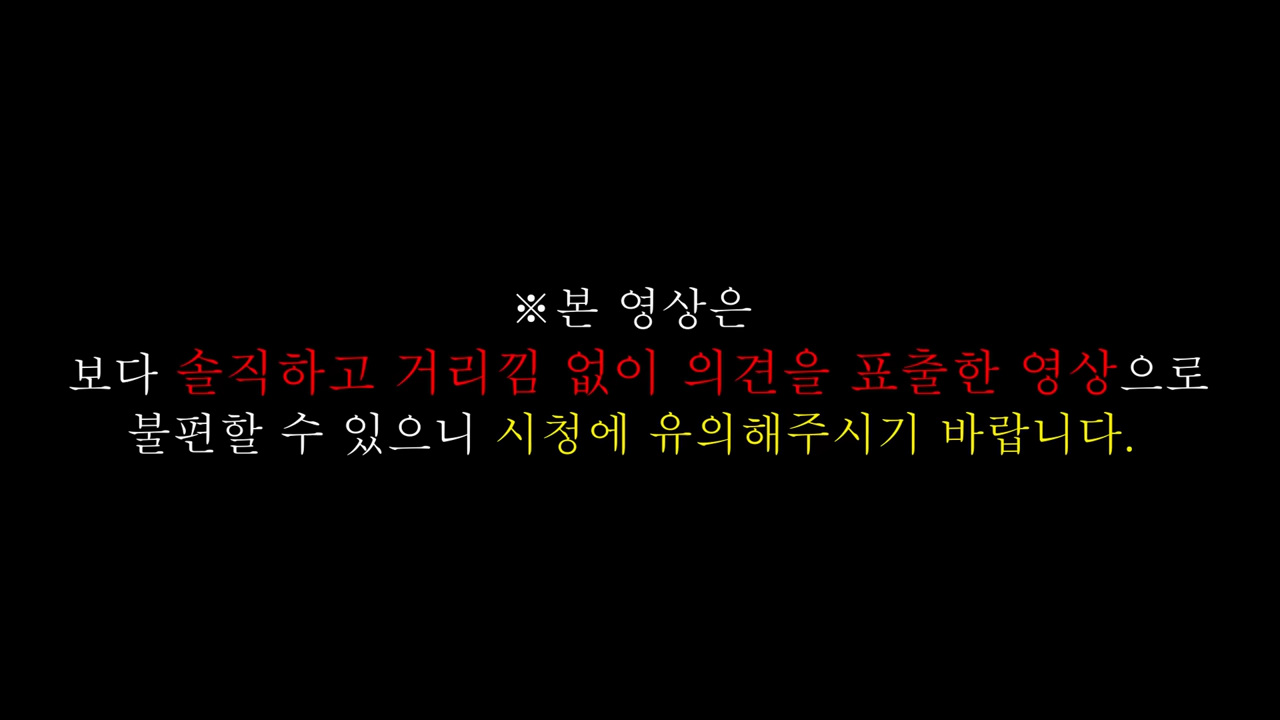 ※본 영상은
보다 솔직하고 거리낌 없이 의견을 표출한 영상으로
불편할 수 있으니 시청에 유의해주시기 바랍니다.